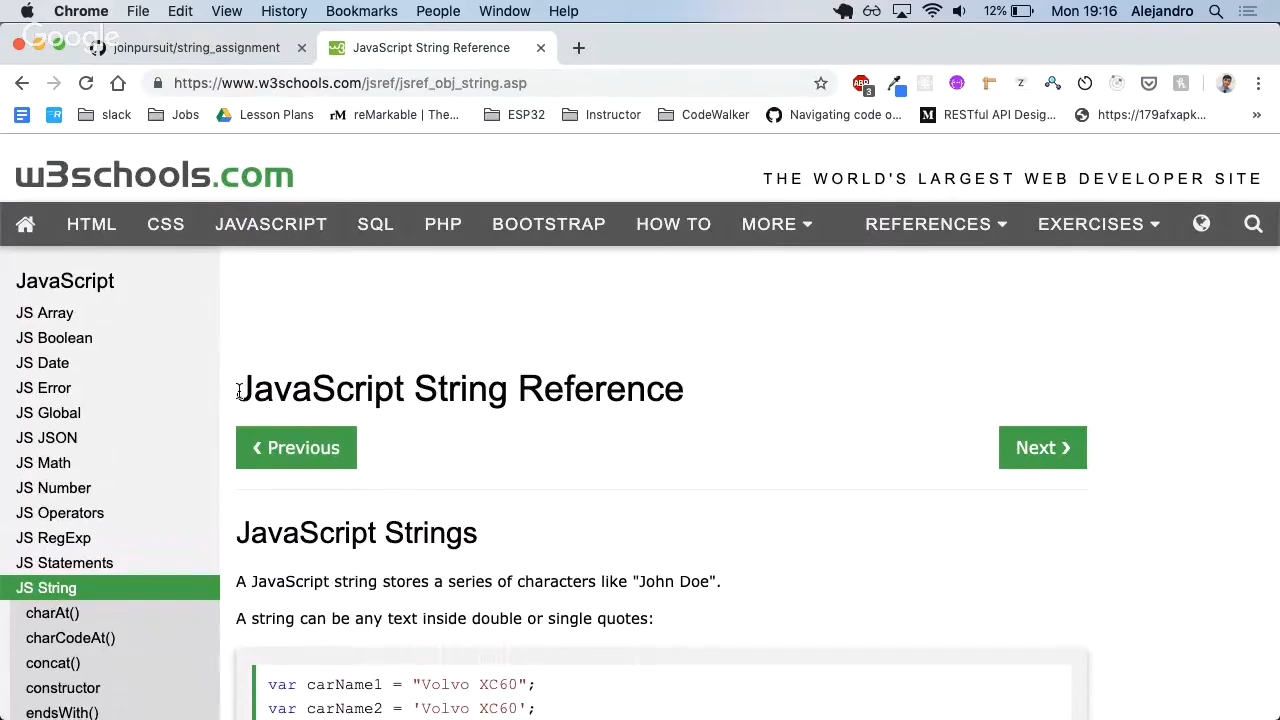 Chrome File Edit View History Bookmarks People Window Help 12% Mon 19:16 Alejandro
Google
joinpursuit/string_assignment JavaScript String Reference
https://www.w3schools.com/jsref/jsref_obj_string.asp ABP 3 Z
slack Jobs Lesson Plans rM reMarkable | The... ESP32 Instructor CodeWalker Navigating code o... M RESTful API Desig... https://179afxapk... »
w3schools.com THE WORLD'S LARGEST WEB DEVELOPER SITE
HTML CSS JAVASCRIPT SQL PHP BOOTSTRAP HOW TO MORE REFERENCES EXERCISES
JavaScript
JS Array
JS Boolean
JS Date
JS Error
JS Global
JS JSON
JS Math
JS Number
JS Operators
JS RegExp
JS Statements
JS String
charAt()
charCodeAt()
concat()
constructor
endsWith()
JavaScript String Reference
❮ Previous Next ❯
JavaScript Strings
A JavaScript string stores a series of characters like "John Doe".
A string can be any text inside double or single quotes:
var carName1 = "Volvo XC60";
var carName2 = 'Volvo XC60';